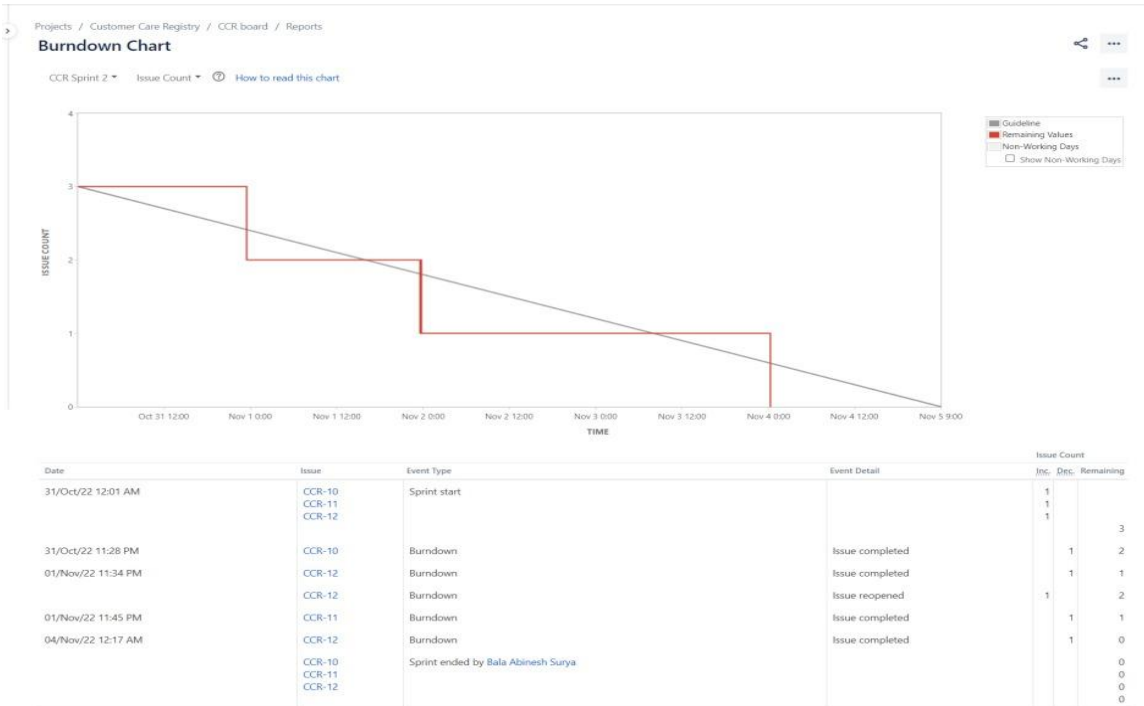 Projects / Customer Care Registry / CCR board / Reports
Burndown Chart
CCR Sprint 2 Issue Count How to read this chart
Guideline
Remaining Values
Non-Working Days
Show Non-Working Days
ISSUE COUNT
4
3
2
1
0
Oct 31 12:00 Nov 1 0:00 Nov 1 12:00 Nov 2 0:00 Nov 2 12:00 Nov 3 0:00 Nov 3 12:00 Nov 4 0:00 Nov 4 12:00 Nov 5 9:00
TIME
Issue Count
Date Issue Event Type Event Detail Inc. Dec. Remaining
31/Oct/22 12:01 AM CCR-10 Sprint start 1
CCR-11 1
CCR-12 1
3
31/Oct/22 11:28 PM CCR-10 Burndown Issue completed 1 2
01/Nov/22 11:34 PM CCR-12 Burndown Issue completed 1 1
CCR-12 Burndown Issue reopened 1 2
01/Nov/22 11:45 PM CCR-11 Burndown Issue completed 1 1
04/Nov/22 12:17 AM CCR-12 Burndown Issue completed 1 0
CCR-10 Sprint ended by Bala Abinesh Surya 0
CCR-11 0
CCR-12 0
0